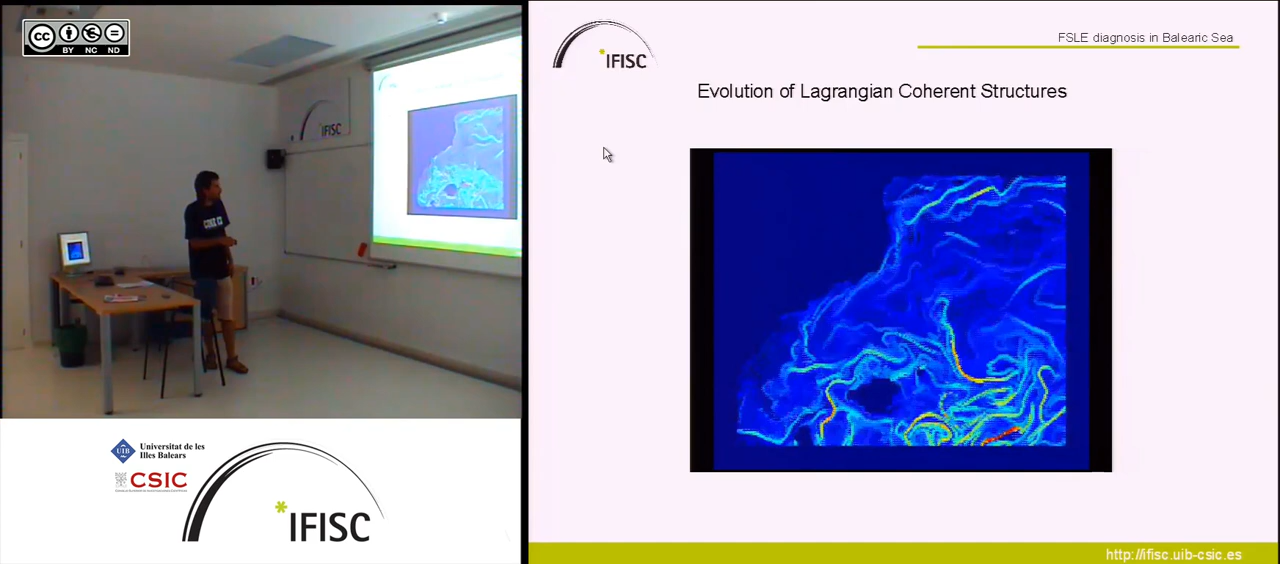 cc
BY NC ND
IFISC
UIB
Universitat de les
Illes Balears
CSIC
IFISC
IFISC
FSLE diagnosis in Balearic Sea
Evolution of Lagrangian Coherent Structures
http://ifisc.uib-csic.es